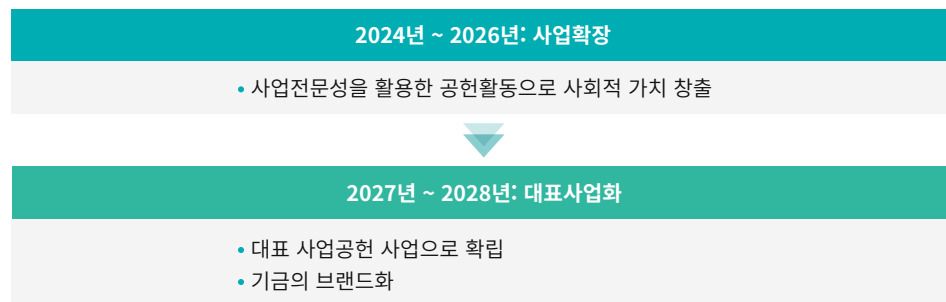 2024년 ~ 2026년: 사업확장
• 사업전문성을 활용한 공헌활동으로 사회적 가치 창출
2027년 ~ 2028년: 대표사업화
• 대표 사업공헌 사업으로 확립
• 기금의 브랜드화